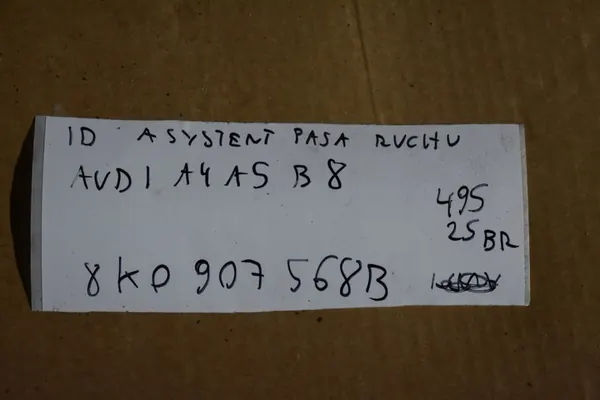 ID ASYSTENT PASA RUCHU
AUDI A4 A5 B8
495
25 BR
8K0 907 568B